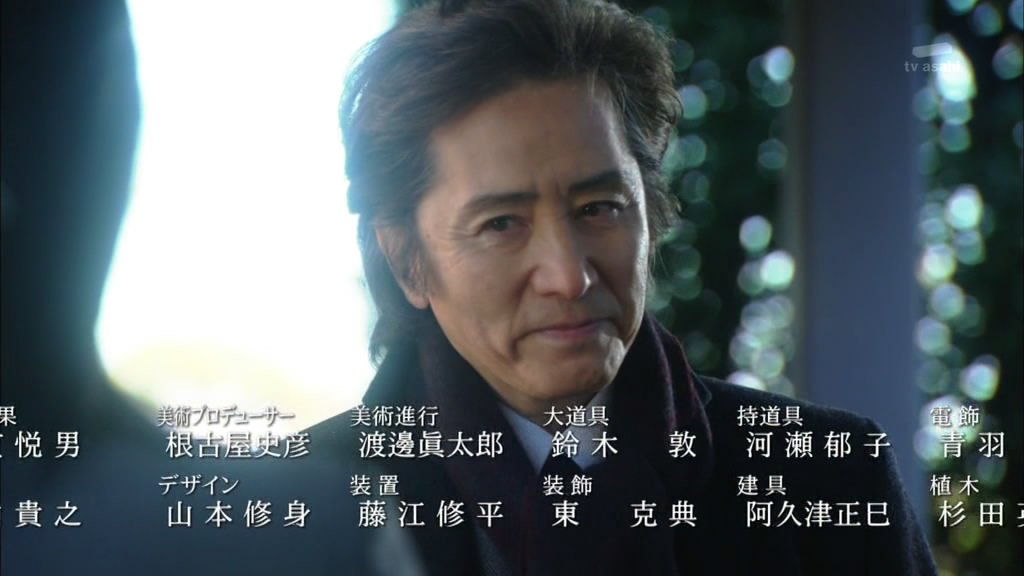 tv asahi
果 美術プロデューサー 美術進行 大道具 持道具 電飾
悦男 根古屋史彦 渡邊眞太郎 鈴木 敦 河瀬郁子 青羽
デザイン 装置 装飾 建具 植木
貴之 山本修身 藤江修平 東 克典 阿久津正巳 杉田